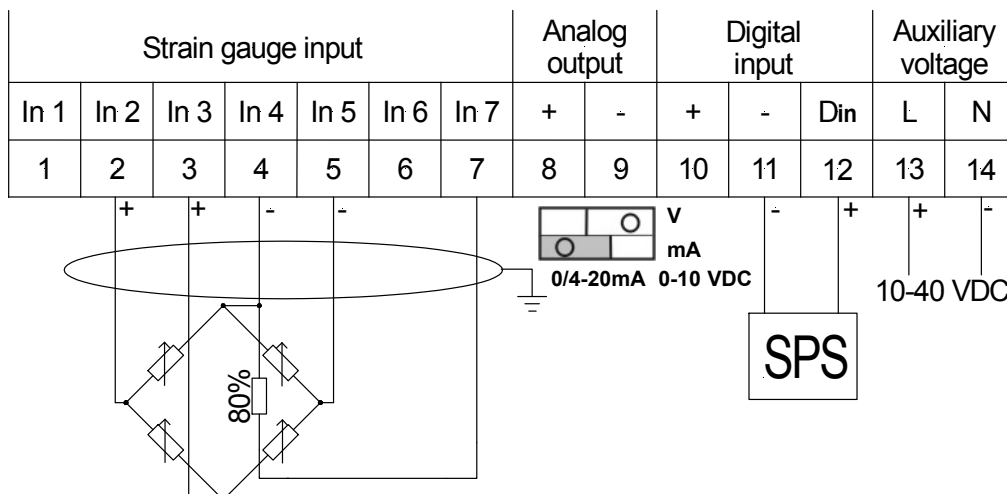 Strain gauge input
Analog output
Digital input
Auxiliary voltage
In 1 In 2 In 3 In 4 In 5 In 6 In 7 + - + - Din L N
1 2 3 4 5 6 7 8 9 10 11 12 13 14
+ + - - - + + -
V
mA
0/4-20mA 0-10 VDC
10-40 VDC
SPS
80%